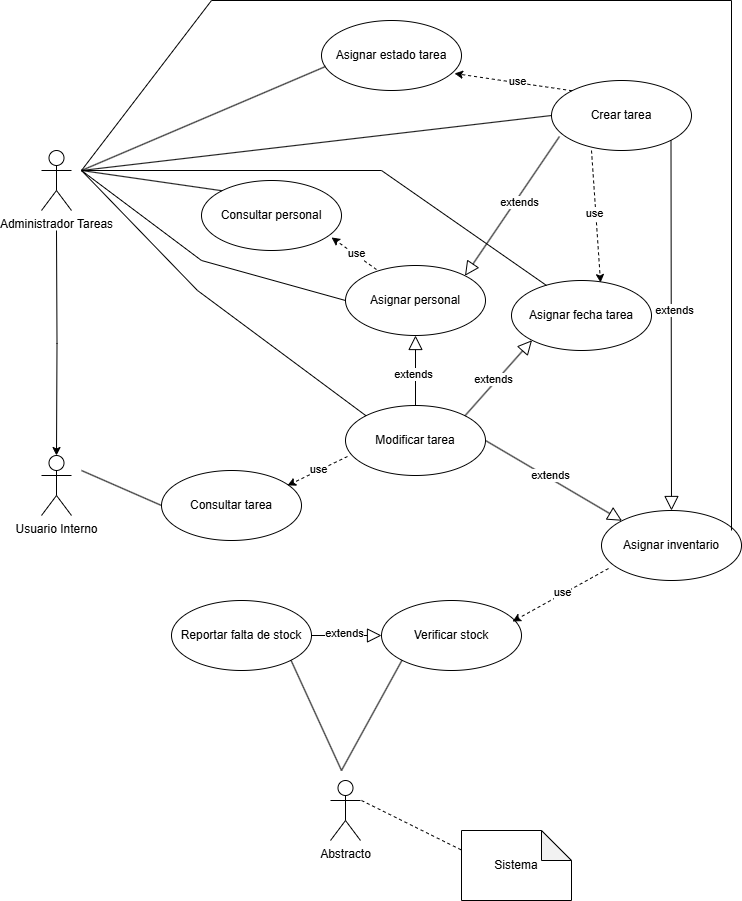 Asignar estado tarea
use
Crear tarea
Administrador Tareas
Consultar personal
extends
use
use
Asignar personal
Asignar fecha tarea
extends
extends
extends
Modificar tarea
use
extends
Usuario Interno
Consultar tarea
Asignar inventario
use
Reportar falta de stock
extends
Verificar stock
Abstracto
Sistema